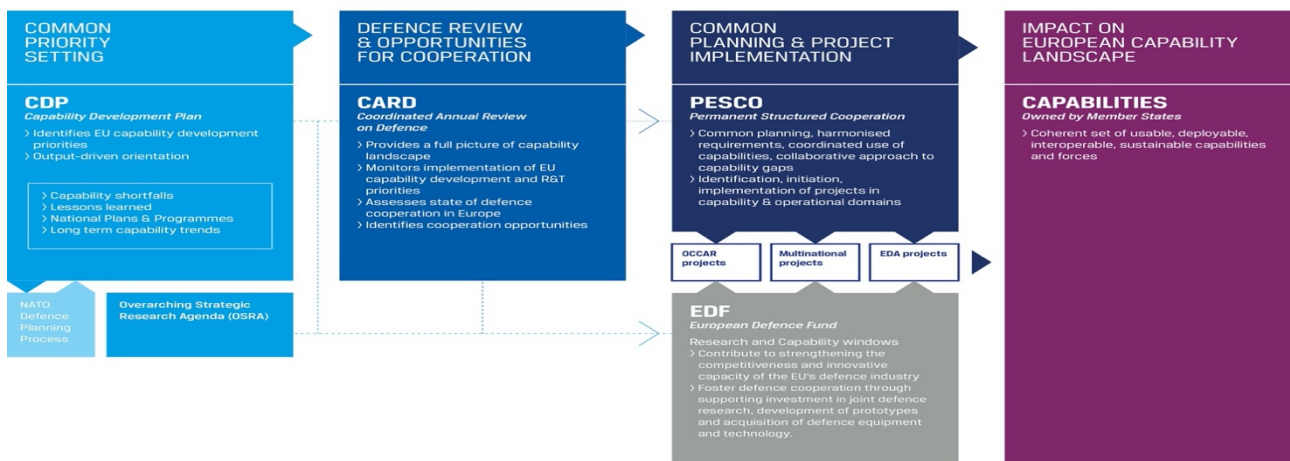 COMMON
PRIORITY
SETTING
CDP
Capability Development Plan
> Identifies EU capability development
priorities
> Output-driven orientation
> Capability shortfalls
> Lessons learned
> National Plans & Programmes
> Long term capability trends
NATO
Defence
Planning
Process
Overarching Strategic
Research Agenda (OSRA)
DEFENCE REVIEW
& OPPORTUNITIES
FOR COOPERATION
CARD
Coordinated Annual Review
on Defence
> Provides a full picture of capability
landscape
> Monitors implementation of EU
capability development and R&T
priorities
> Assesses state of defence
cooperation in Europe
> Identifies cooperation opportunities
COMMON
PLANNING & PROJECT
IMPLEMENTATION
PESCO
Permanent Structured Cooperation
> Common planning, harmonised
requirements, coordinated use of
capabilities, collaborative approach to
capability gaps
> Identification, initiation,
implementation of projects in
capability & operational domains
OCCAR
projects
Multinational
projects
EDA projects
EDF
European Defence Fund
Research and Capability windows
> Contribute to strengthening the
competitiveness and innovative
capacity of the EU's defence industry
> Foster defence cooperation through
supporting investment in joint defence
research, development of prototypes
and acquisition of defence equipment
and technology.
IMPACT ON
EUROPEAN CAPABILITY
LANDSCAPE
CAPABILITIES
Owned by Member States
> Coherent set of usable, deployable,
interoperable, sustainable capabilities
and forces